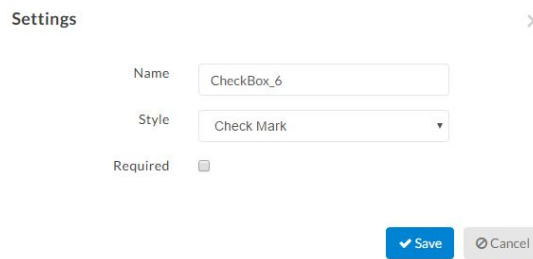 Settings
Name
CheckBox_6
Style
Check Mark
Required
Save
Cancel